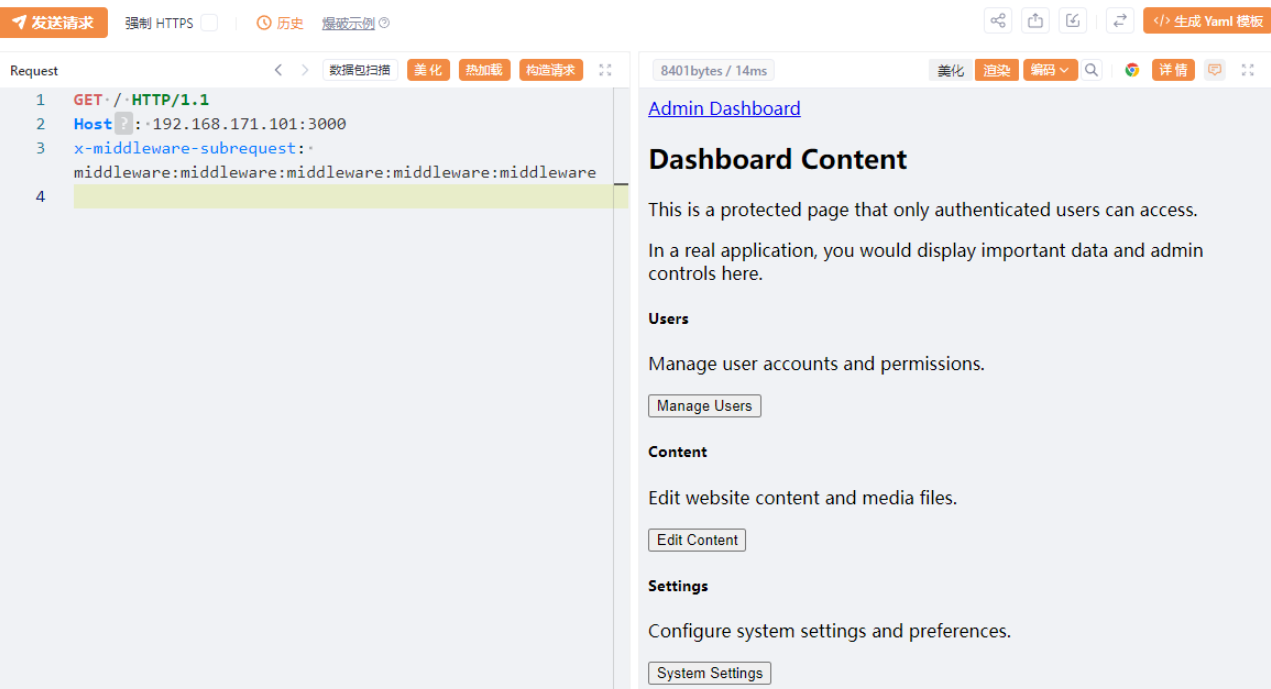 发送请求 强制 HTTPS 历史 爆破示例 生成 Yaml 模板
Request 数据包扫描 美化 热加载 构造请求
8401bytes / 14ms 美化 渲染 编码 详情
1 GET / HTTP/1.1
2 Host ? : 192.168.171.101:3000
3 x-middleware-subrequest:
middleware:middleware:middleware:middleware:middleware
4
Admin Dashboard
Dashboard Content
This is a protected page that only authenticated users can access.
In a real application, you would display important data and admin
controls here.
Users
Manage user accounts and permissions.
Manage Users
Content
Edit website content and media files.
Edit Content
Settings
Configure system settings and preferences.
System Settings